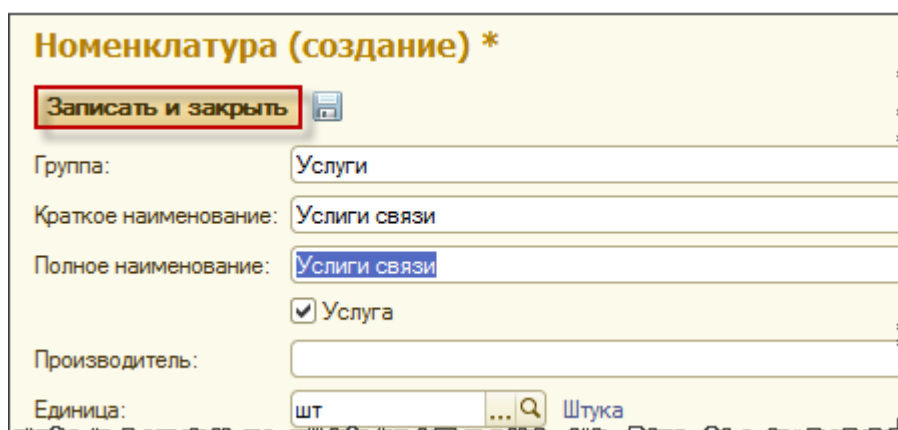 Номенклатура (создание) *
Записать и закрыть
Группа: Услуги
Краткое наименование: Услиги связи
Полное наименование: Услиги связи
Услуга
Производитель:
Единица: шт ... Штука